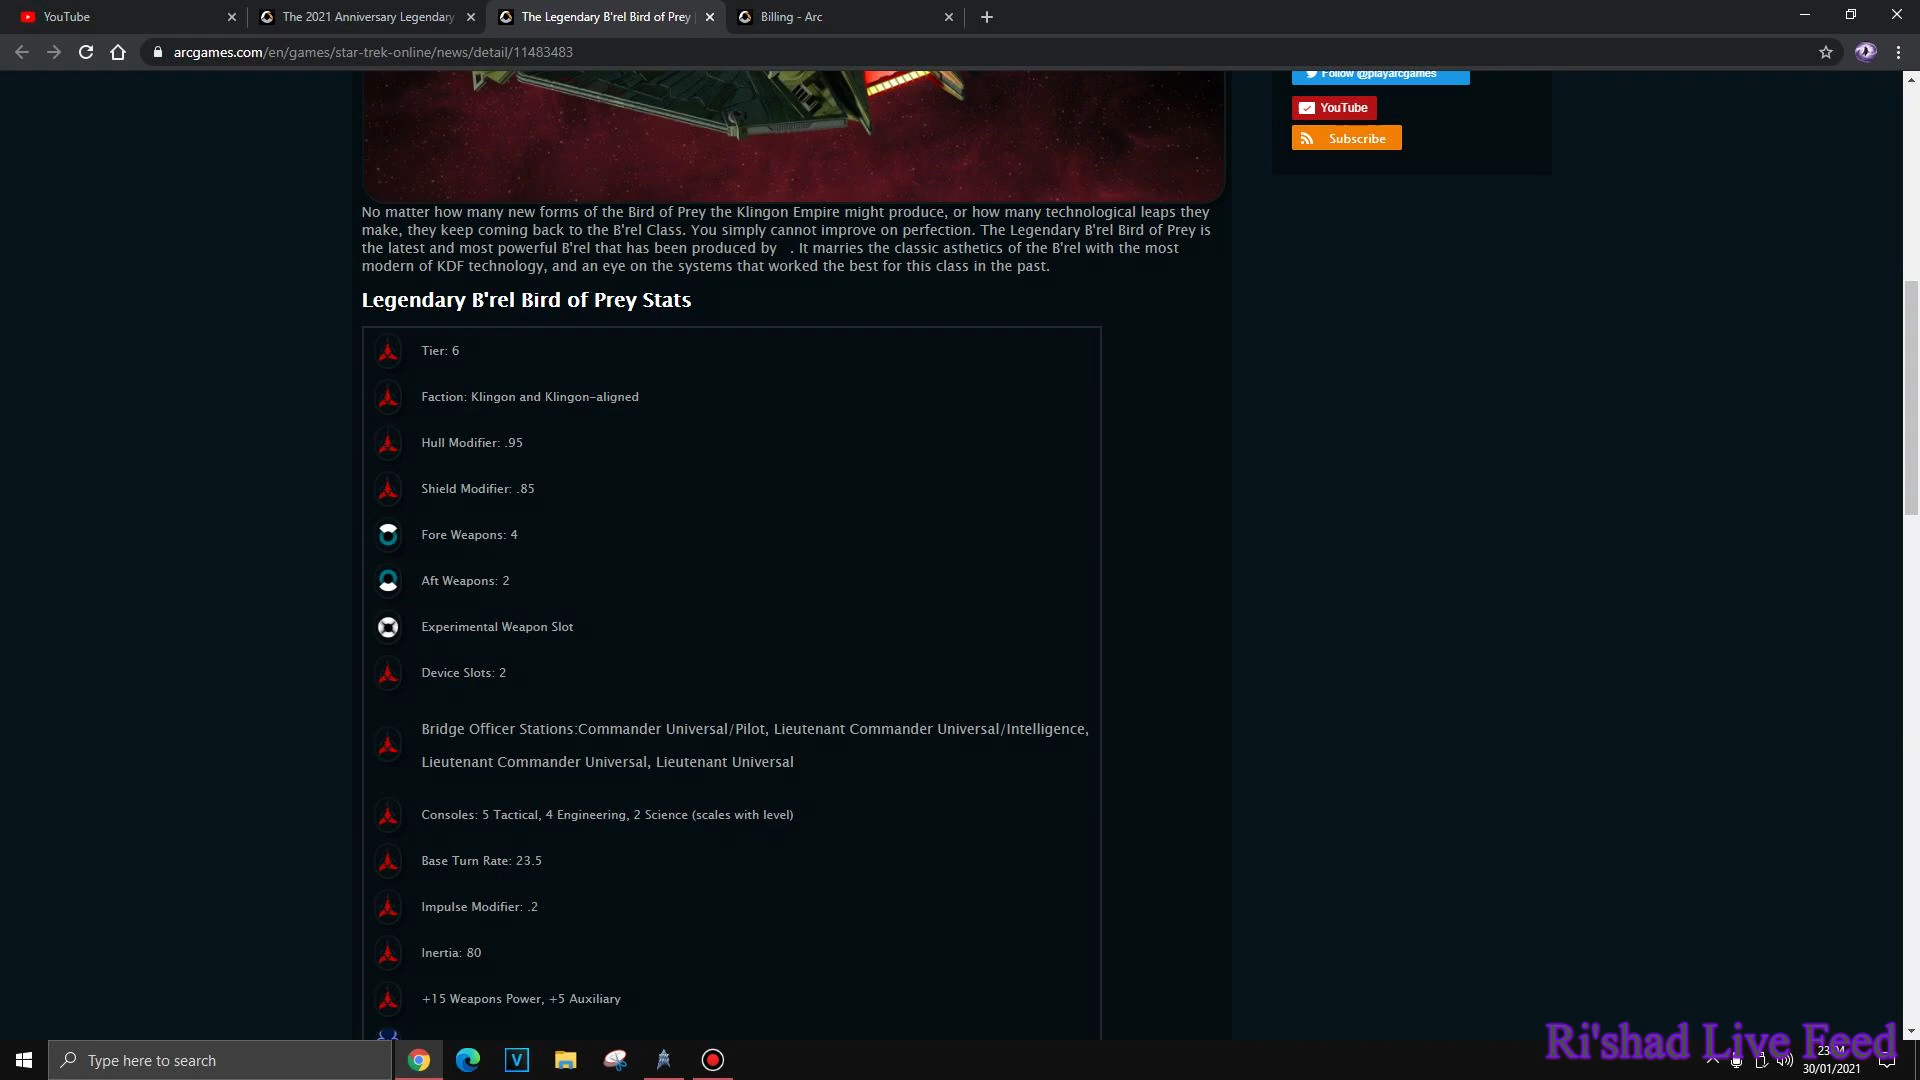 YouTube
The 2021 Anniversary Legendary
The Legendary B'rel Bird of Prey
Billing - Arc
arcgames.com/en/games/star-trek-online/news/detail/11483483
Follow @playarcgames
YouTube
Subscribe
No matter how many new forms of the Bird of Prey the Klingon Empire might produce, or how many technological leaps they
make, they keep coming back to the B'rel Class. You simply cannot improve on perfection. The Legendary B'rel Bird of Prey is
the latest and most powerful B'rel that has been produced by . It marries the classic asthetics of the B'rel with the most
modern of KDF technology, and an eye on the systems that worked the best for this class in the past.
Legendary B'rel Bird of Prey Stats
Tier: 6
Faction: Klingon and Klingon-aligned
Hull Modifier: .95
Shield Modifier: .85
Fore Weapons: 4
Aft Weapons: 2
Experimental Weapon Slot
Device Slots: 2
Bridge Officer Stations:Commander Universal/Pilot, Lieutenant Commander Universal/Intelligence,
Lieutenant Commander Universal, Lieutenant Universal
Consoles: 5 Tactical, 4 Engineering, 2 Science (scales with level)
Base Turn Rate: 23.5
Impulse Modifier: .2
Inertia: 80
+15 Weapons Power, +5 Auxiliary
Ri'shad Live Feed
Type here to search
V
30/01/2021